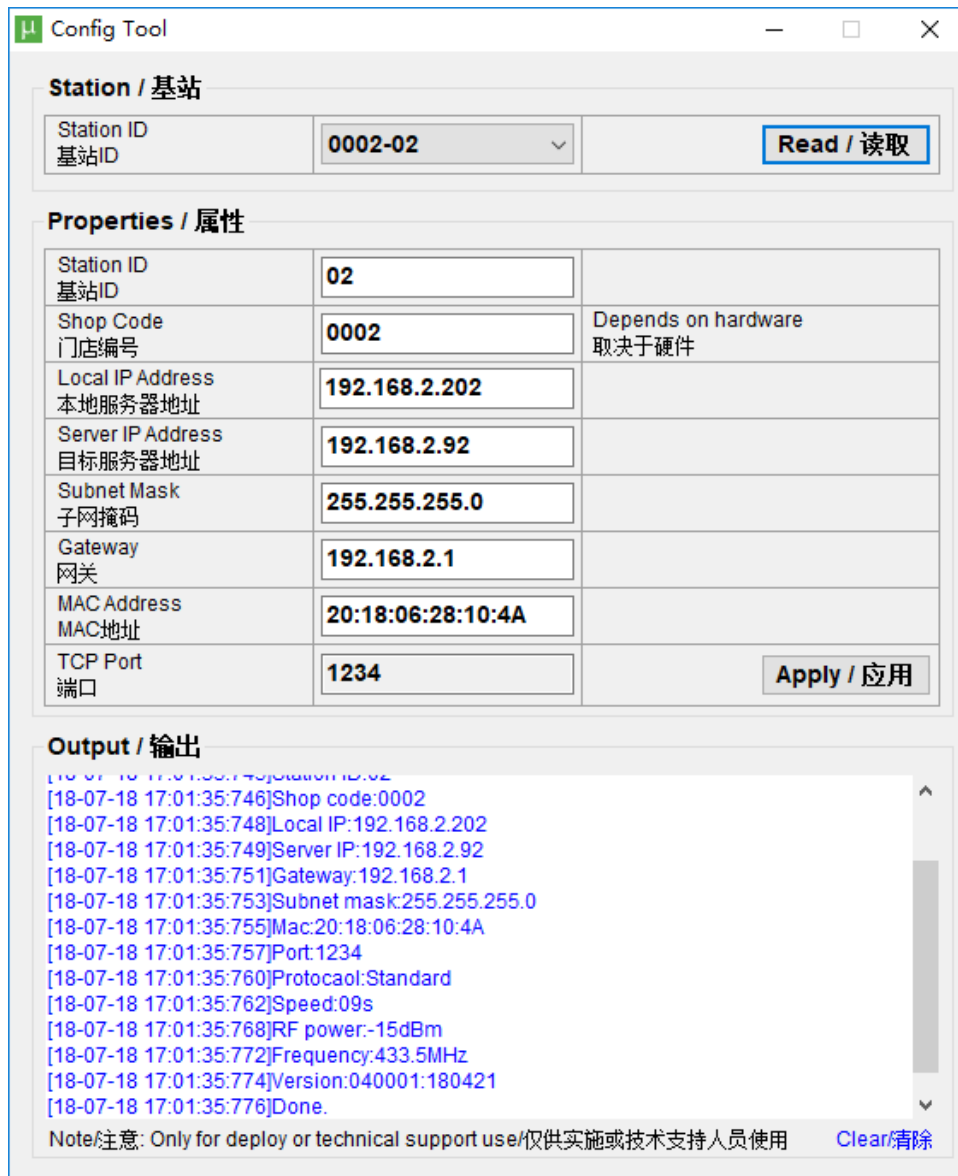 µ Config Tool
Station / 基站
Station ID
基站ID
0002-02
Read / 读取
Properties / 属性
Station ID
基站ID
02
Shop Code
门店编号
0002
Depends on hardware
取决于硬件
Local IP Address
本地服务器地址
192.168.2.202
Server IP Address
目标服务器地址
192.168.2.92
Subnet Mask
子网掩码
255.255.255.0
Gateway
网关
192.168.2.1
MAC Address
MAC地址
20:18:06:28:10:4A
TCP Port
端口
1234
Apply / 应用
Output / 输出
[18-07-18 17:01:35:745]Station ID:02
[18-07-18 17:01:35:746]Shop code:0002
[18-07-18 17:01:35:748]Local IP:192.168.2.202
[18-07-18 17:01:35:749]Server IP:192.168.2.92
[18-07-18 17:01:35:751]Gateway:192.168.2.1
[18-07-18 17:01:35:753]Subnet mask:255.255.255.0
[18-07-18 17:01:35:755]Mac:20:18:06:28:10:4A
[18-07-18 17:01:35:757]Port:1234
[18-07-18 17:01:35:760]Protocaol:Standard
[18-07-18 17:01:35:762]Speed:09s
[18-07-18 17:01:35:768]RF power:-15dBm
[18-07-18 17:01:35:772]Frequency:433.5MHz
[18-07-18 17:01:35:774]Version:040001:180421
[18-07-18 17:01:35:776]Done.
Note/注意: Only for deploy or technical support use/仅供实施或技术支持人员使用
Clear/清除